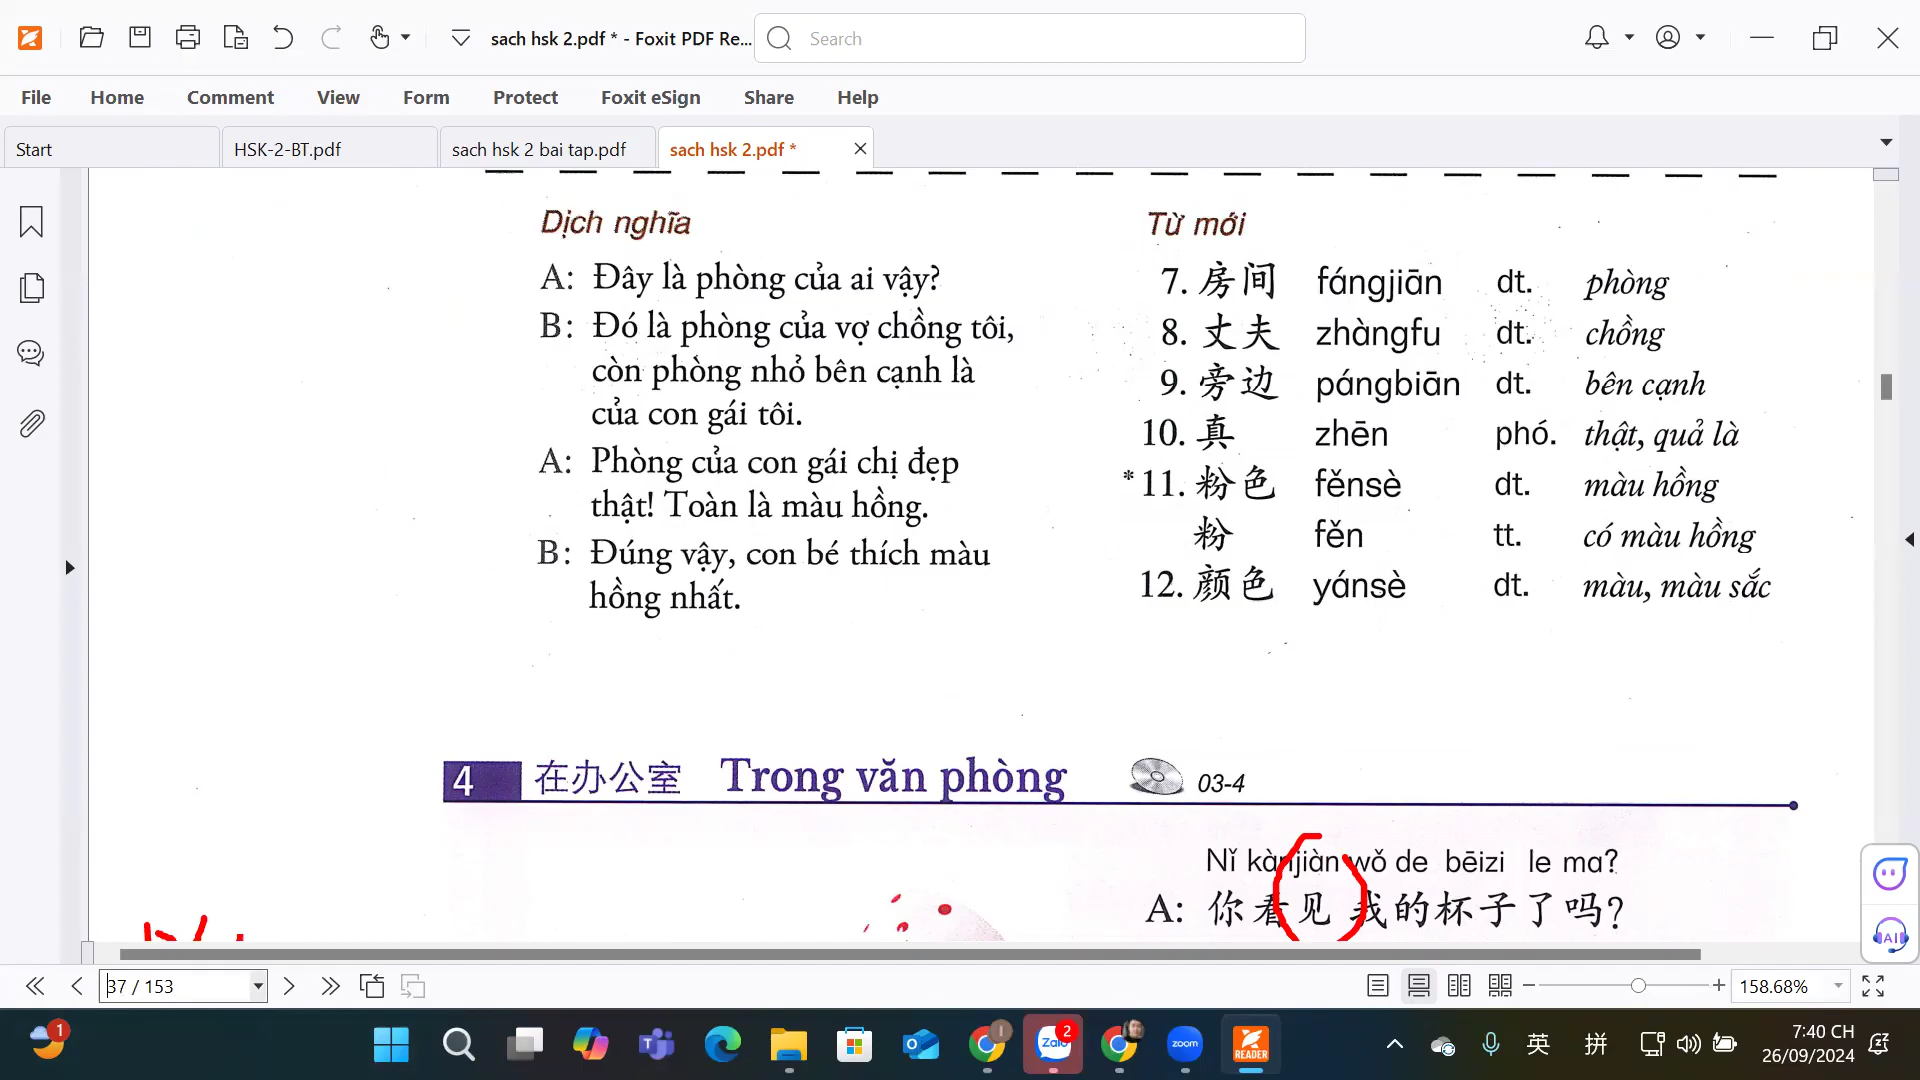 sach hsk 2.pdf * - Foxit PDF Re...
Search
File Home Comment View Form Protect Foxit eSign Share Help
Start HSK-2-BT.pdf sach hsk 2 bai tap.pdf sach hsk 2.pdf *
Dịch nghĩa
A: Đây là phòng của ai vậy?
B: Đó là phòng của vợ chồng tôi,
còn phòng nhỏ bên cạnh là
của con gái tôi.
A: Phòng của con gái chị đẹp
thật! Toàn là màu hồng.
B: Đúng vậy, con bé thích màu
hồng nhất.
Từ mới
7. 房间 fángjiān dt. phòng
8. 丈夫 zhàngfu dt. chồng
9. 旁边 pángbiān dt. bên cạnh
10. 真 zhēn phó. thật, quả là
*11. 粉色 fěnsè dt. màu hồng
粉 fěn tt. có màu hồng
12. 颜色 yánsè dt. màu, màu sắc
4 在办公室 Trong văn phòng 03-4
Nǐ kànjiàn wǒ de bēizi le ma?
A: 你看见我的杯子了吗?
AI
37 / 153
158.68%
1
Zalo 2
zoom
READER
英 拼
7:40 CH
26/09/2024